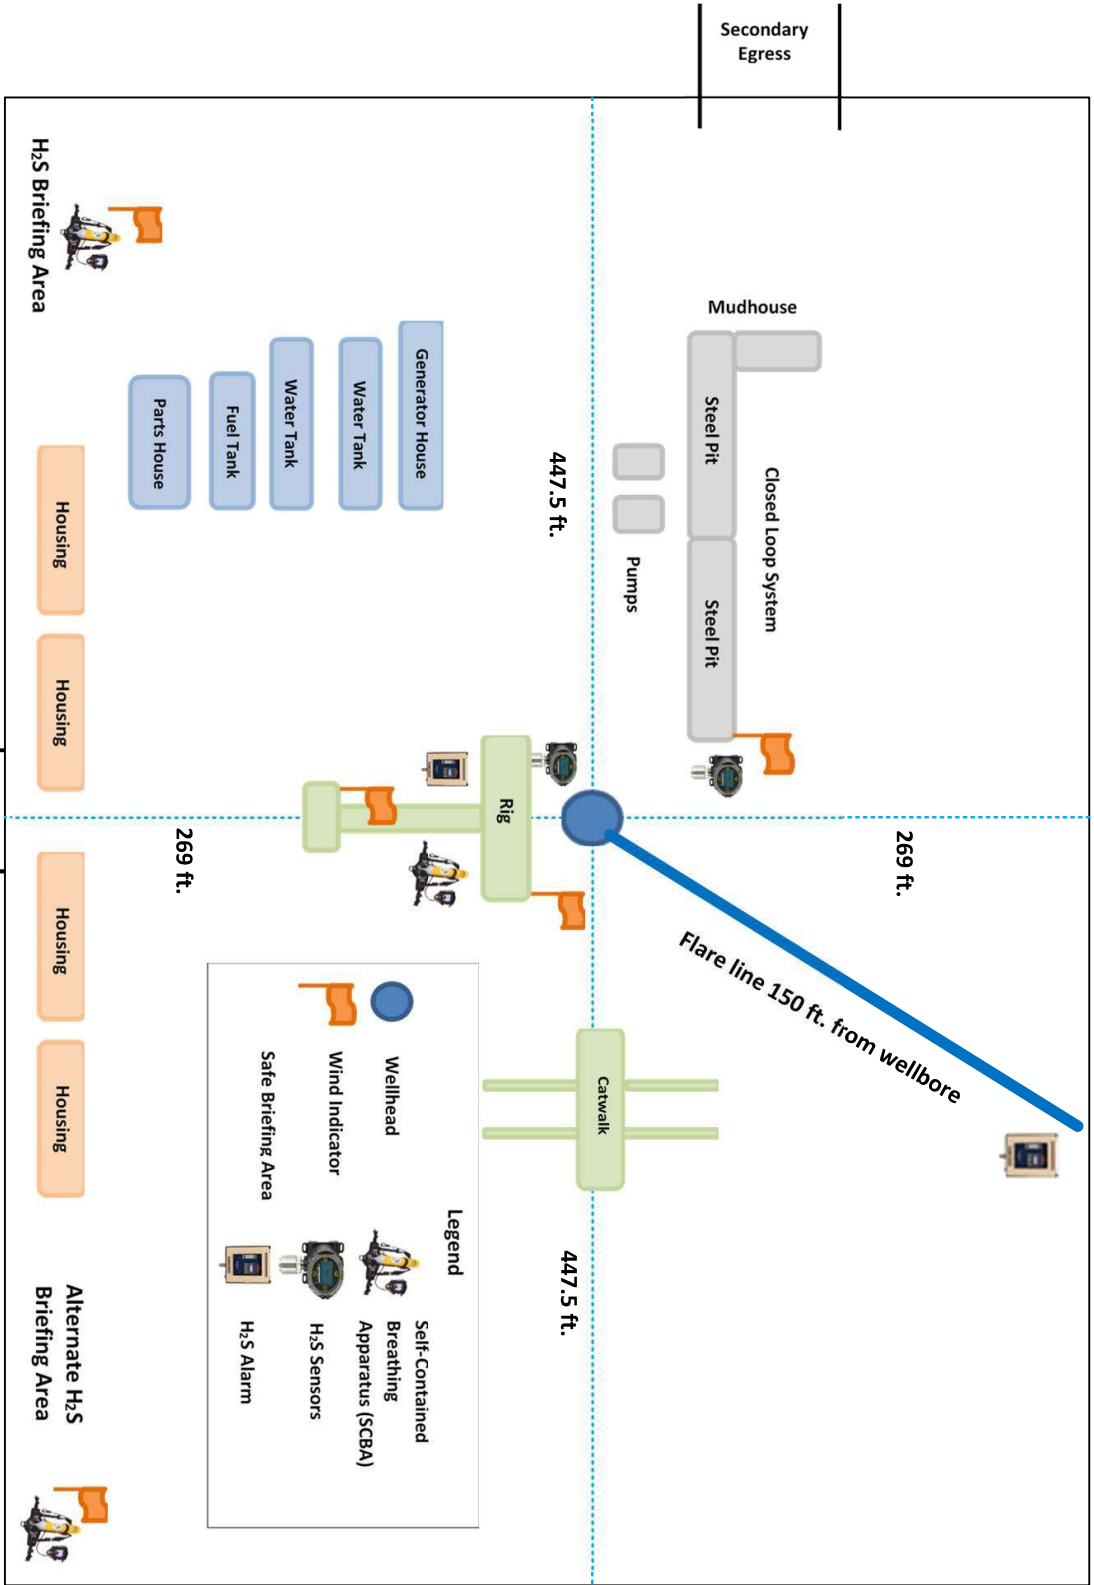 Secondary
Egress
Mudhouse
Steel Pit
Steel Pit
Closed Loop System
Pumps
H₂S Briefing Area
Generator House
Water Tank
Water Tank
Fuel Tank
Parts House
447.5 ft.
Housing
Housing
Housing
Housing
Rig
269 ft.
269 ft.
Flare line 150 ft. from wellbore
Catwalk
447.5 ft.
Legend
Wellhead
Wind Indicator
Safe Briefing Area
Self-Contained
Breathing
Apparatus (SCBA)
H₂S Sensors
H₂S Alarm
Alternate H₂S
Briefing Area